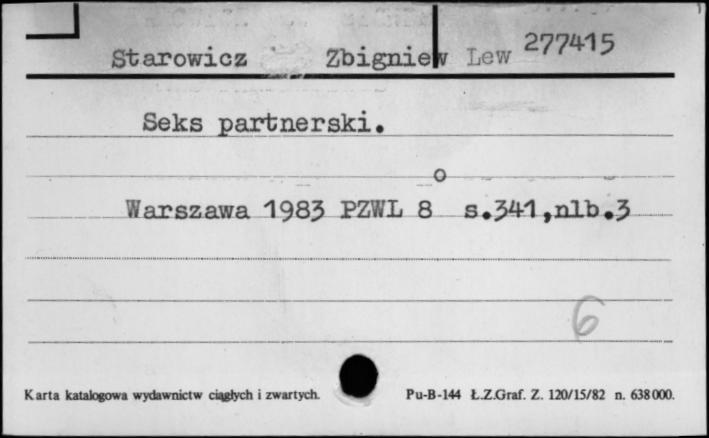 Starowicz Zbigniew Lew 277415
Seks partnerski.
Warszawa 1983 PZWL 8° s.341,nlb.3
6
Karta katalogowa wydawnictw ciągłych i zwartych. Pu-B-144 Ł.Z.Graf. Z. 120/15/82 n. 638000.